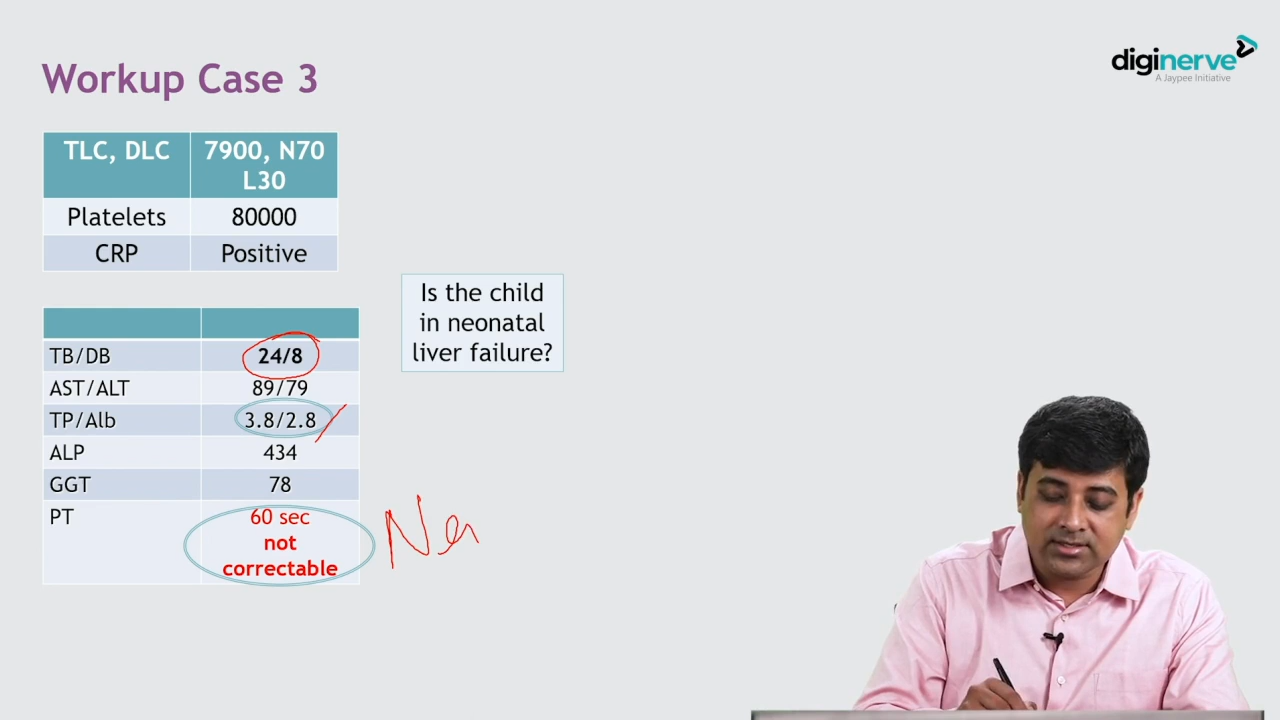 Workup Case 3
diginerve
A Jaypee Initiative
TLC, DLC 7900, N70 L30
Platelets 80000
CRP Positive
Is the child
in neonatal
liver failure?
TB/DB 24/8
AST/ALT 89/79
TP/Alb 3.8/2.8
ALP 434
GGT 78
PT 60 sec
not
correctable